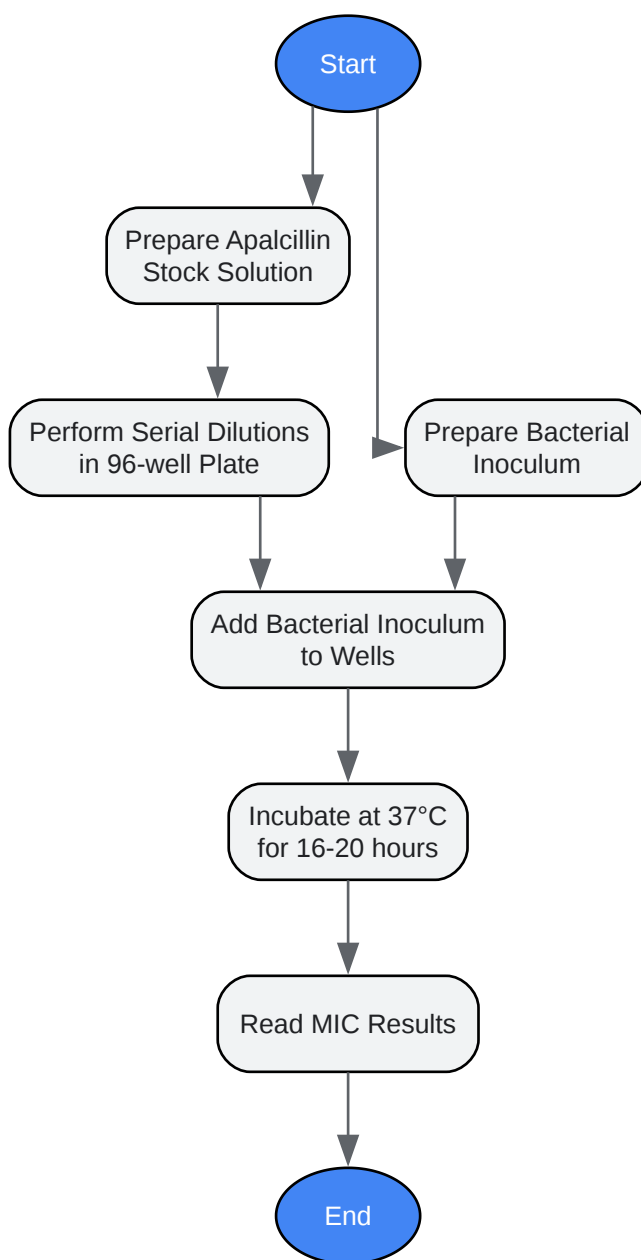 Start
Prepare Apalcillin
Stock Solution
Perform Serial Dilutions
in 96-well Plate
Prepare Bacterial
Inoculum
Add Bacterial Inoculum
to Wells
Incubate at 37°C
for 16-20 hours
Read MIC Results
End